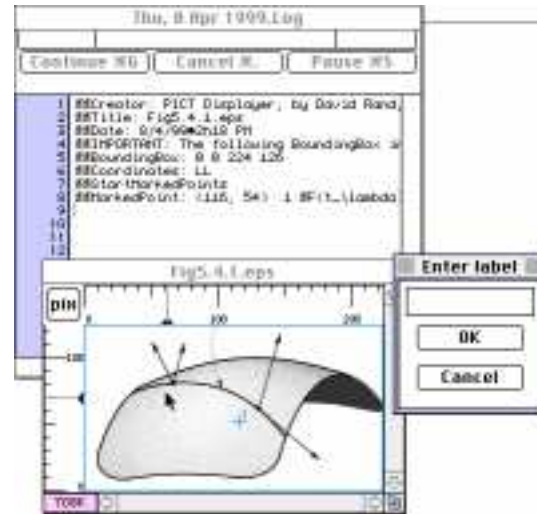 Thu, 8 Apr 1999.Log
Continue ⌘G
Cancel ⌘.
Pause ⌘S
1 %%Creator: PICT Displayer, by David Rand,
2 %%Title: Fig5.4.1.eps
3 %%Date: 8/4/99 2h18 PM
4 %%IMPORTANT: The following BoundingBox
5 %%BoundingBox: 0 0 224 126
6 %%Coordinates: LL
7 %%StartMarkedPoints
8 %%MarkedPoint: (116, 54) 1
9
10
11
12
Fig5.4.1.eps
pix
0 100 200
100
0
Enter label
OK
Cancel